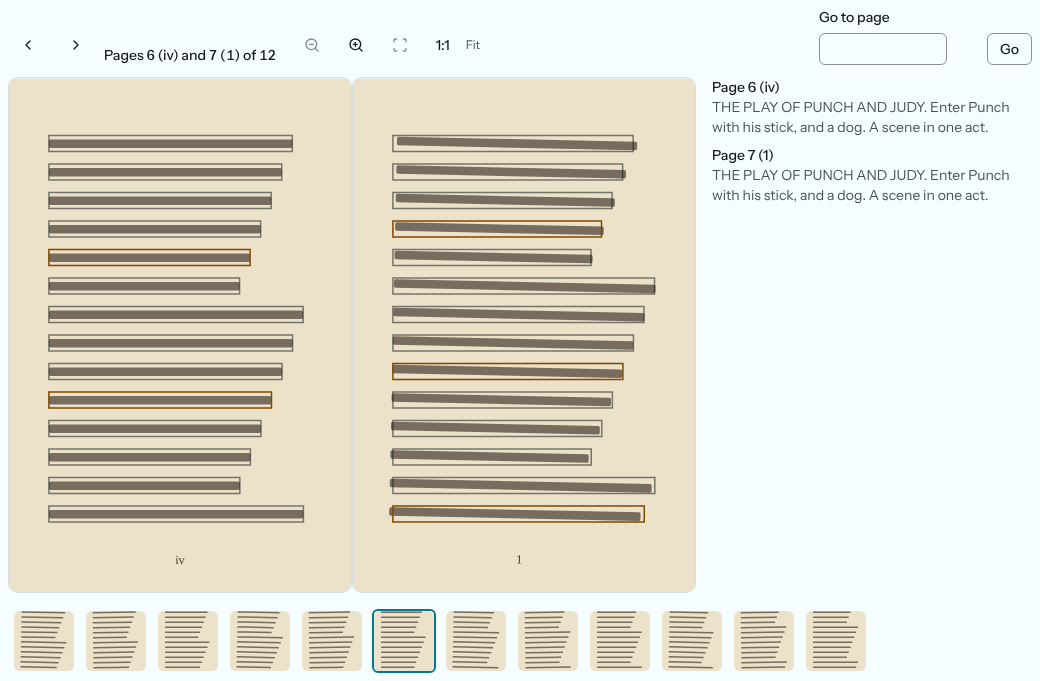 Go to page
Pages 6 (iv) and 7 (1) of 12
1:1
Fit
Go
Page 6 (iv)
THE PLAY OF PUNCH AND JUDY. Enter Punch
with his stick, and a dog. A scene in one act.
Page 7 (1)
THE PLAY OF PUNCH AND JUDY. Enter Punch
with his stick, and a dog. A scene in one act.
iv
1